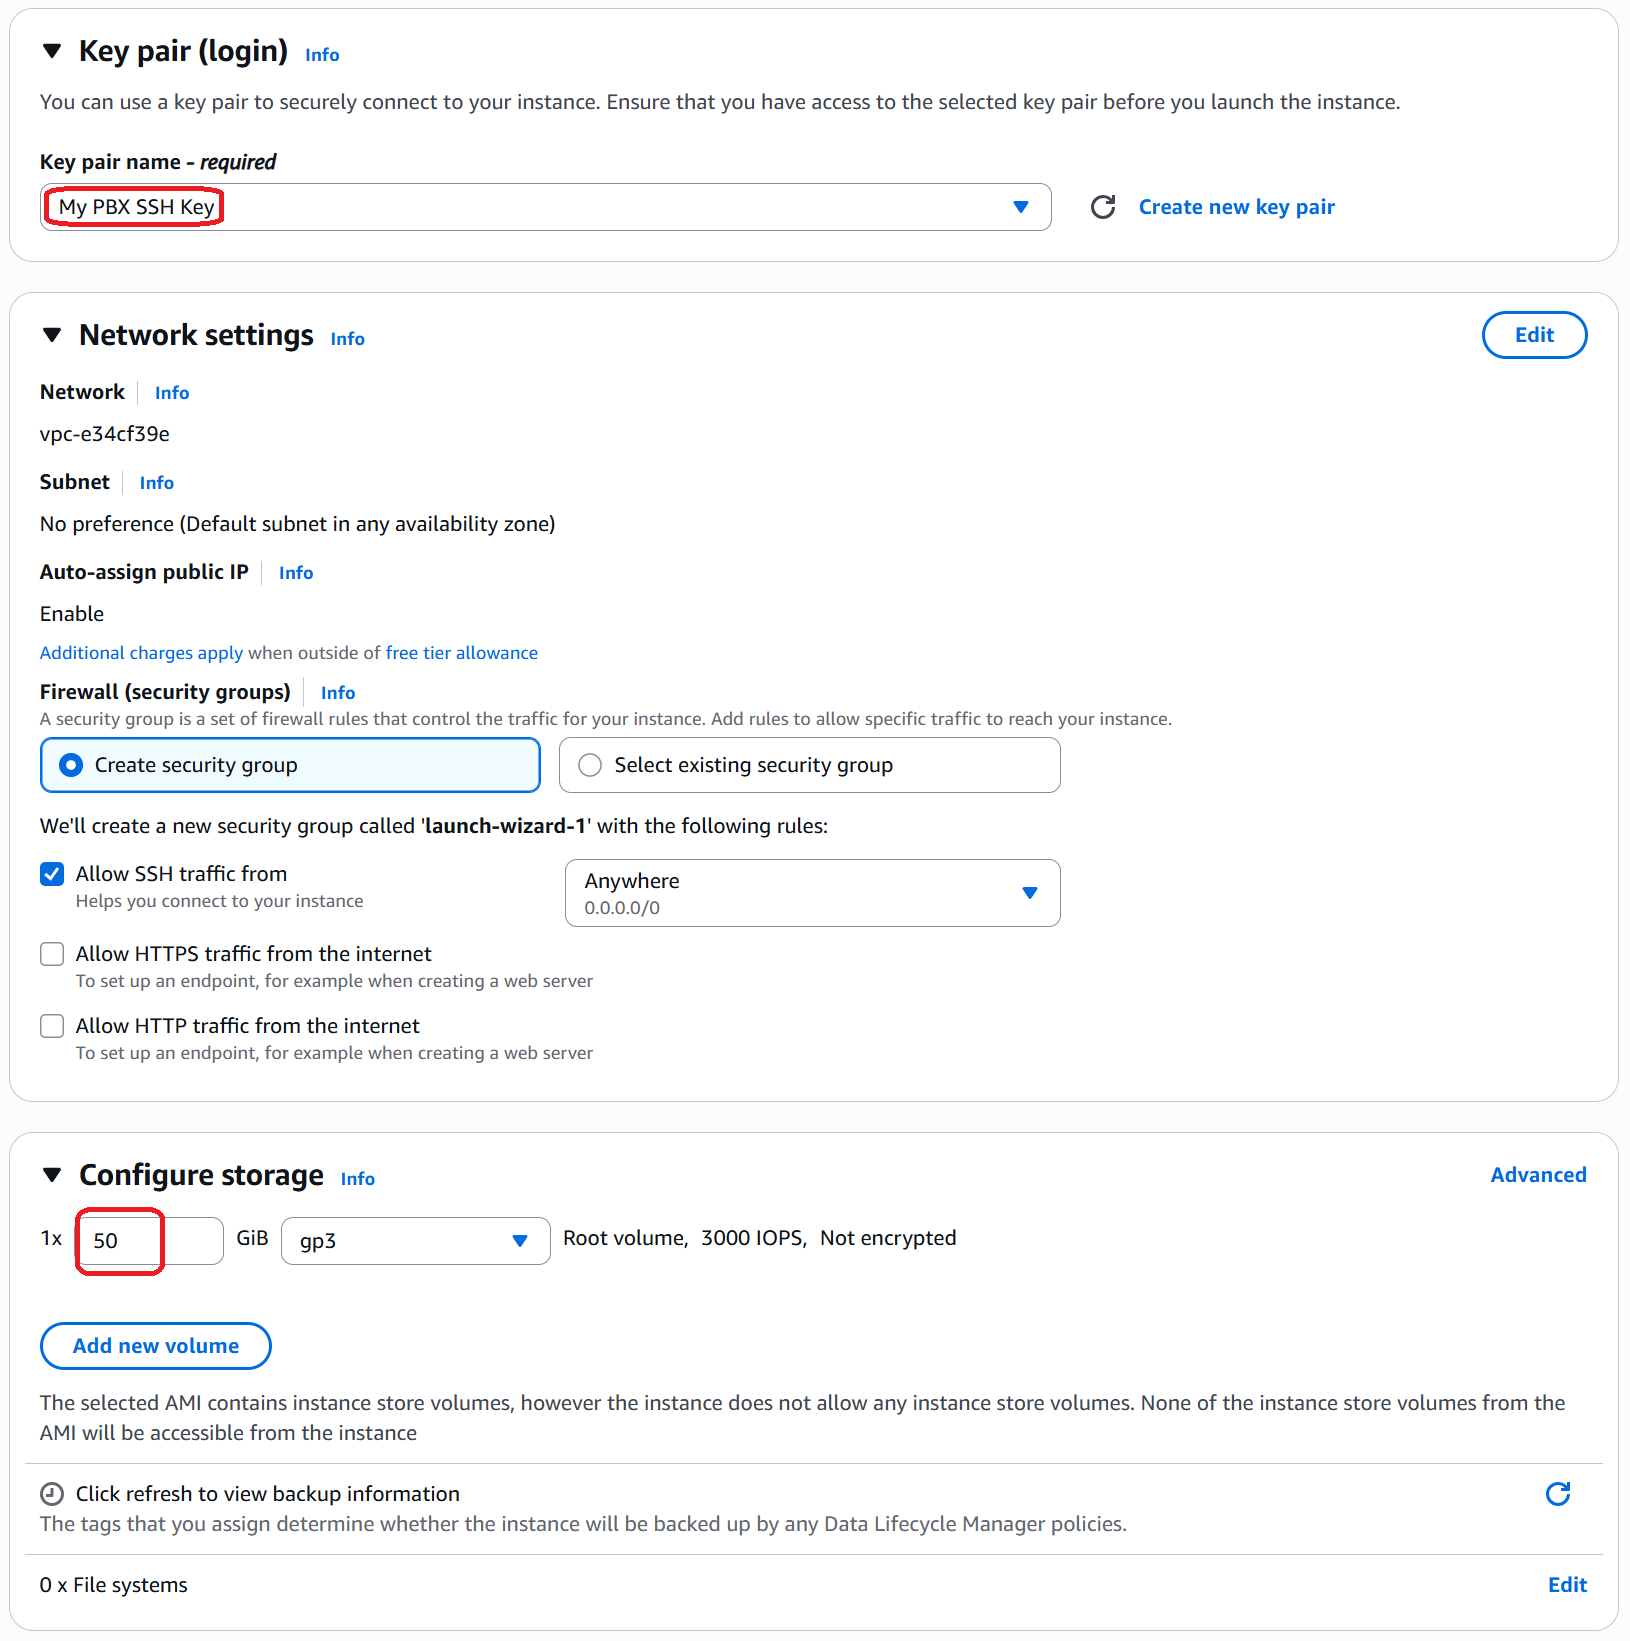 Key pair (login) Info
You can use a key pair to securely connect to your instance. Ensure that you have access to the selected key pair before you launch the instance.
Key pair name - required
My PBX SSH Key
Create new key pair
Network settings Info
Edit
Network Info
vpc-e34cf39e
Subnet Info
No preference (Default subnet in any availability zone)
Auto-assign public IP Info
Enable
Additional charges apply when outside of free tier allowance
Firewall (security groups) Info
A security group is a set of firewall rules that control the traffic for your instance. Add rules to allow specific traffic to reach your instance.
Create security group
Select existing security group
We'll create a new security group called 'launch-wizard-1' with the following rules:
Allow SSH traffic from
Helps you connect to your instance
Anywhere
0.0.0.0/0
Allow HTTPS traffic from the internet
To set up an endpoint, for example when creating a web server
Allow HTTP traffic from the internet
To set up an endpoint, for example when creating a web server
Configure storage Info
Advanced
1x 50 GiB gp3 Root volume, 3000 IOPS, Not encrypted
Add new volume
The selected AMI contains instance store volumes, however the instance does not allow any instance store volumes. None of the instance store volumes from the
AMI will be accessible from the instance
Click refresh to view backup information
The tags that you assign determine whether the instance will be backed up by any Data Lifecycle Manager policies.
0 x File systems
Edit